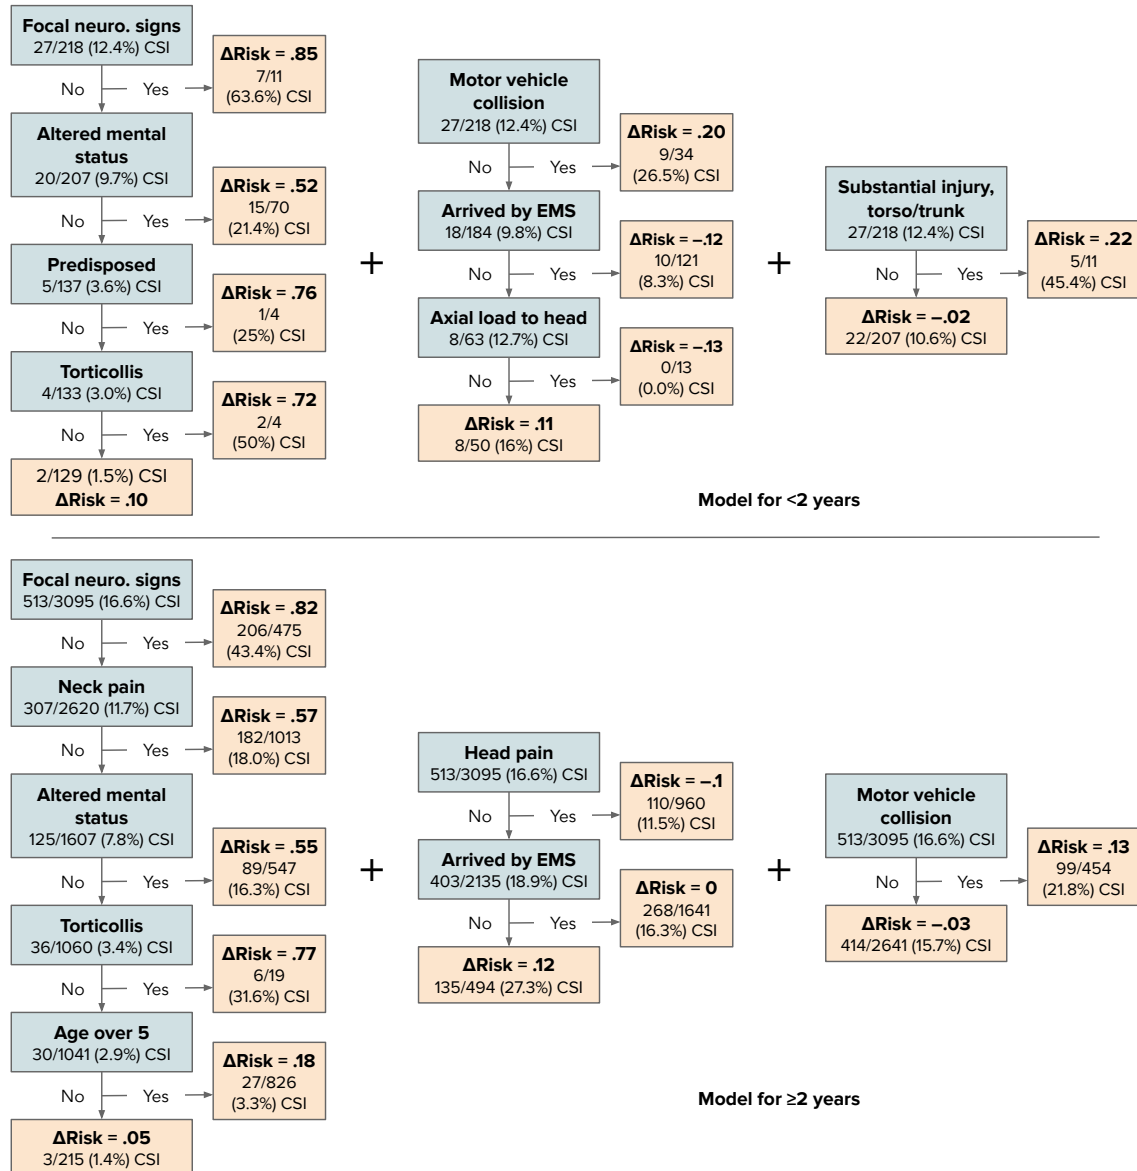 Focal neuro. signs
27/218 (12.4%) CSI
No
Yes
ΔRisk = .85
7/11
(63.6%) CSI
Altered mental
status
20/207 (9.7%) CSI
No
Yes
ΔRisk = .52
15/70
(21.4%) CSI
Predisposed
5/137 (3.6%) CSI
No
Yes
ΔRisk = .76
1/4
(25%) CSI
Torticollis
4/133 (3.0%) CSI
No
Yes
ΔRisk = .72
2/4
(50%) CSI
2/129 (1.5%) CSI
ΔRisk = .10
+
Motor vehicle
collision
27/218 (12.4%) CSI
No
Yes
ΔRisk = .20
9/34
(26.5%) CSI
Arrived by EMS
18/184 (9.8%) CSI
No
Yes
ΔRisk = –.12
10/121
(8.3%) CSI
Axial load to head
8/63 (12.7%) CSI
No
Yes
ΔRisk = –.13
0/13
(0.0%) CSI
ΔRisk = .11
8/50 (16%) CSI
+
Substantial injury,
torso/trunk
27/218 (12.4%) CSI
No
Yes
ΔRisk = .22
5/11
(45.4%) CSI
ΔRisk = –.02
22/207 (10.6%) CSI
Model for <2 years
Focal neuro. signs
513/3095 (16.6%) CSI
No
Yes
ΔRisk = .82
206/475
(43.4%) CSI
Neck pain
307/2620 (11.7%) CSI
No
Yes
ΔRisk = .57
182/1013
(18.0%) CSI
Altered mental
status
125/1607 (7.8%) CSI
No
Yes
ΔRisk = .55
89/547
(16.3%) CSI
Torticollis
36/1060 (3.4%) CSI
No
Yes
ΔRisk = .77
6/19
(31.6%) CSI
Age over 5
30/1041 (2.9%) CSI
No
Yes
ΔRisk = .18
27/826
(3.3%) CSI
ΔRisk = .05
3/215 (1.4%) CSI
+
Head pain
513/3095 (16.6%) CSI
No
Yes
ΔRisk = –.1
110/960
(11.5%) CSI
Arrived by EMS
403/2135 (18.9%) CSI
No
Yes
ΔRisk = 0
268/1641
(16.3%) CSI
ΔRisk = .12
135/494 (27.3%) CSI
+
Motor vehicle
collision
513/3095 (16.6%) CSI
No
Yes
ΔRisk = .13
99/454
(21.8%) CSI
ΔRisk = –.03
414/2641 (15.7%) CSI
Model for ≥2 years